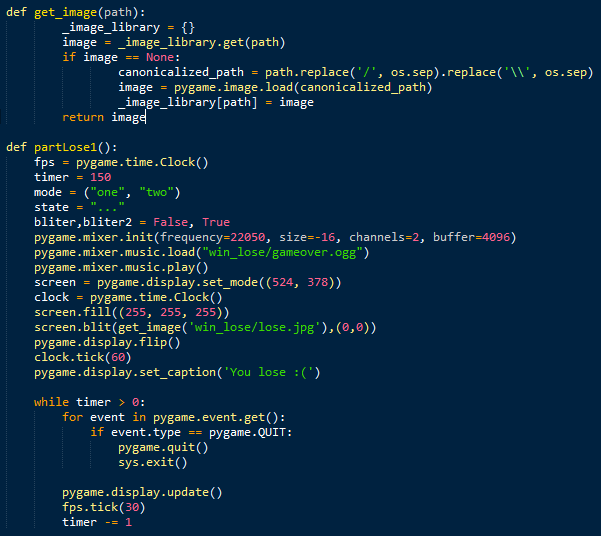 def get_image(path):
        _image_library = {}
        image = _image_library.get(path)
        if image == None:
                canonicalized_path = path.replace('/', os.sep).replace('\\', os.sep)
                image = pygame.image.load(canonicalized_path)
                _image_library[path] = image
        return image

def partLose1():
    fps = pygame.time.Clock()
    timer = 150
    mode = ("one", "two")
    state = "..."
    bliter,bliter2 = False, True
    pygame.mixer.init(frequency=22050, size=-16, channels=2, buffer=4096)
    pygame.mixer.music.load("win_lose/gameover.ogg")
    pygame.mixer.music.play()
    screen = pygame.display.set_mode((524, 378))
    clock = pygame.time.Clock()
    screen.fill((255, 255, 255))
    screen.blit(get_image('win_lose/lose.jpg'),(0,0))
    pygame.display.flip()
    clock.tick(60)
    pygame.display.set_caption('You lose :(')

    while timer > 0:
        for event in pygame.event.get():
            if event.type == pygame.QUIT:
                pygame.quit()
                sys.exit()

        pygame.display.update()
        fps.tick(30)
        timer -= 1